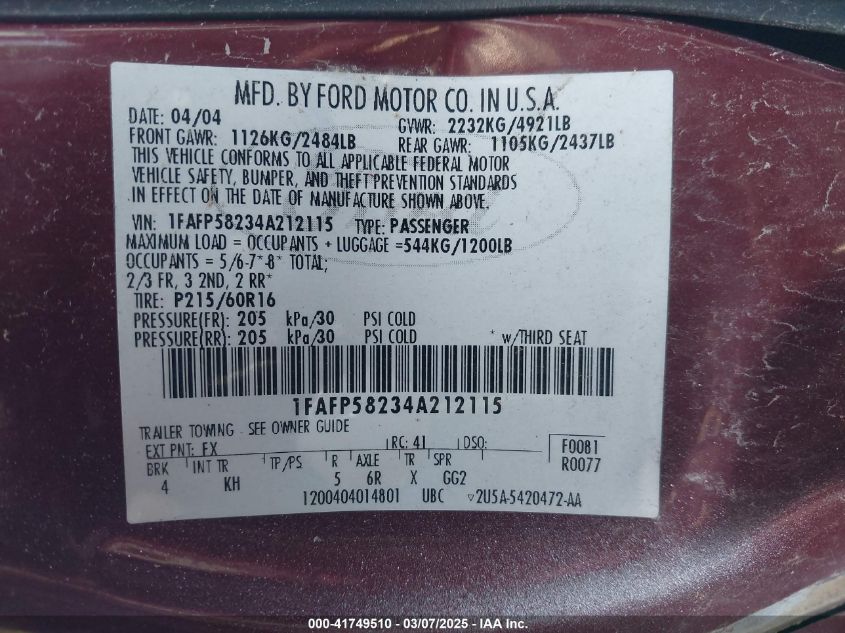 MFD. BY FORD MOTOR CO. IN U.S.A.
DATE: 04/04 GVWR: 2232KG/4921LB
FRONT GAWR: 1126KG/2484LB REAR GAWR: 1105KG/2437LB
THIS VEHICLE CONFORMS TO ALL APPLICABLE FEDERAL MOTOR
VEHICLE SAFETY, BUMPER, AND THEFT PREVENTION STANDARDS
IN EFFECT ON THE DATE OF MANUFACTURE SHOWN ABOVE.
VIN: 1FAFP58234A212115 TYPE: PASSENGER
MAXIMUM LOAD = OCCUPANTS + LUGGAGE =544KG/1200LB
OCCUPANTS = 5/6-7*-8* TOTAL;
2/3 FR, 3 2ND, 2 RR*
TIRE: P215/60R16
PRESSURE(FR): 205 kPa/30 PSI COLD
PRESSURE(RR): 205 kPa/30 PSI COLD * w/THIRD SEAT
1FAFP58234A212115
TRAILER TOWING - SEE OWNER GUIDE
EXT PNT: FX RC: 41 DSO: F0081
BRK INT TR TP/PS R AXLE TR SPR R0077
4 KH 5 6R X GG2
1200404014801 UBC ▽2U5A-5420472-AA
000-41749510 - 03/07/2025 - IAAI.com